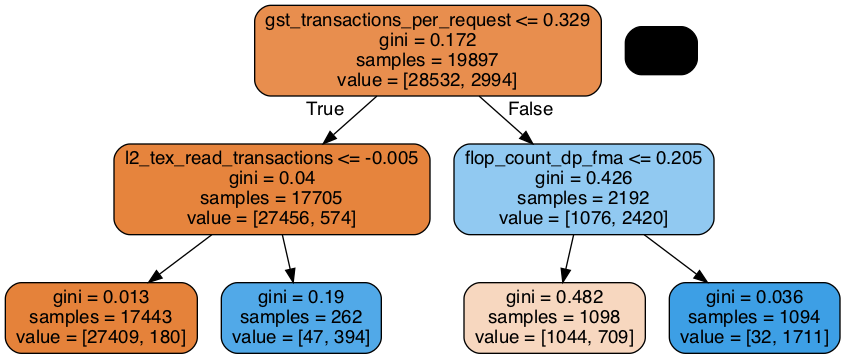 gst_transactions_per_request <= 0.329
gini = 0.172
samples = 19897
value = [28532, 2994]
True
False
l2_tex_read_transactions <= -0.005
gini = 0.04
samples = 17705
value = [27456, 574]
flop_count_dp_fma <= 0.205
gini = 0.426
samples = 2192
value = [1076, 2420]
gini = 0.013
samples = 17443
value = [27409, 180]
gini = 0.19
samples = 262
value = [47, 394]
gini = 0.482
samples = 1098
value = [1044, 709]
gini = 0.036
samples = 1094
value = [32, 1711]